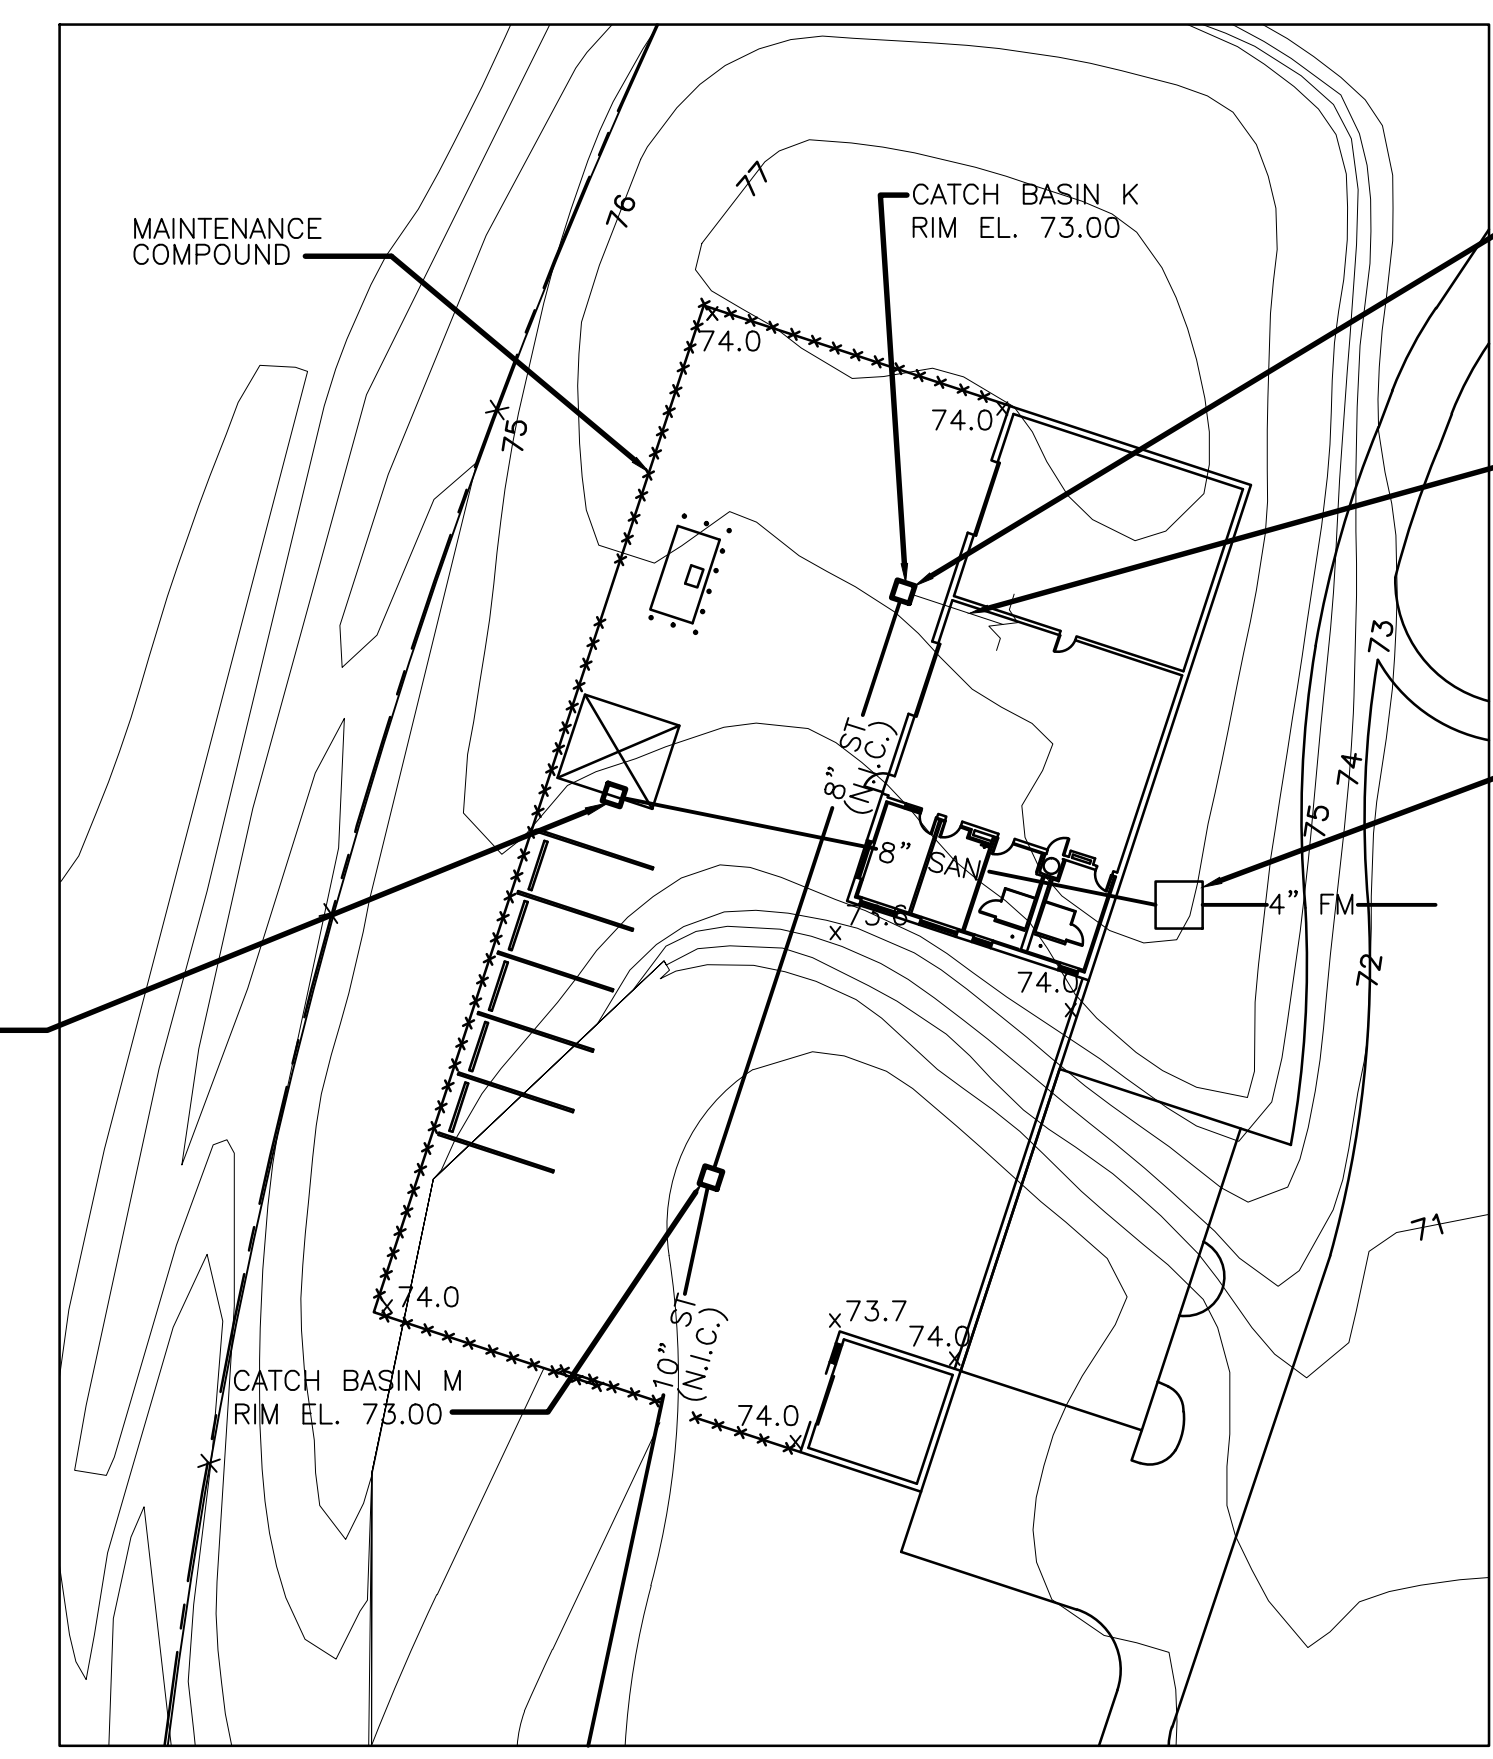 77
76
CATCH BASIN K
RIM EL. 73.00
MAINTENANCE
COMPOUND
74.0
74.0
75
73
8” ST
(N.I.C.)
74
75
8” SAN
73.6
4” FM
72
74.0
71
74.0
73.7
74.0
10” ST
(N.I.C.)
CATCH BASIN M
RIM EL. 73.00
74.0